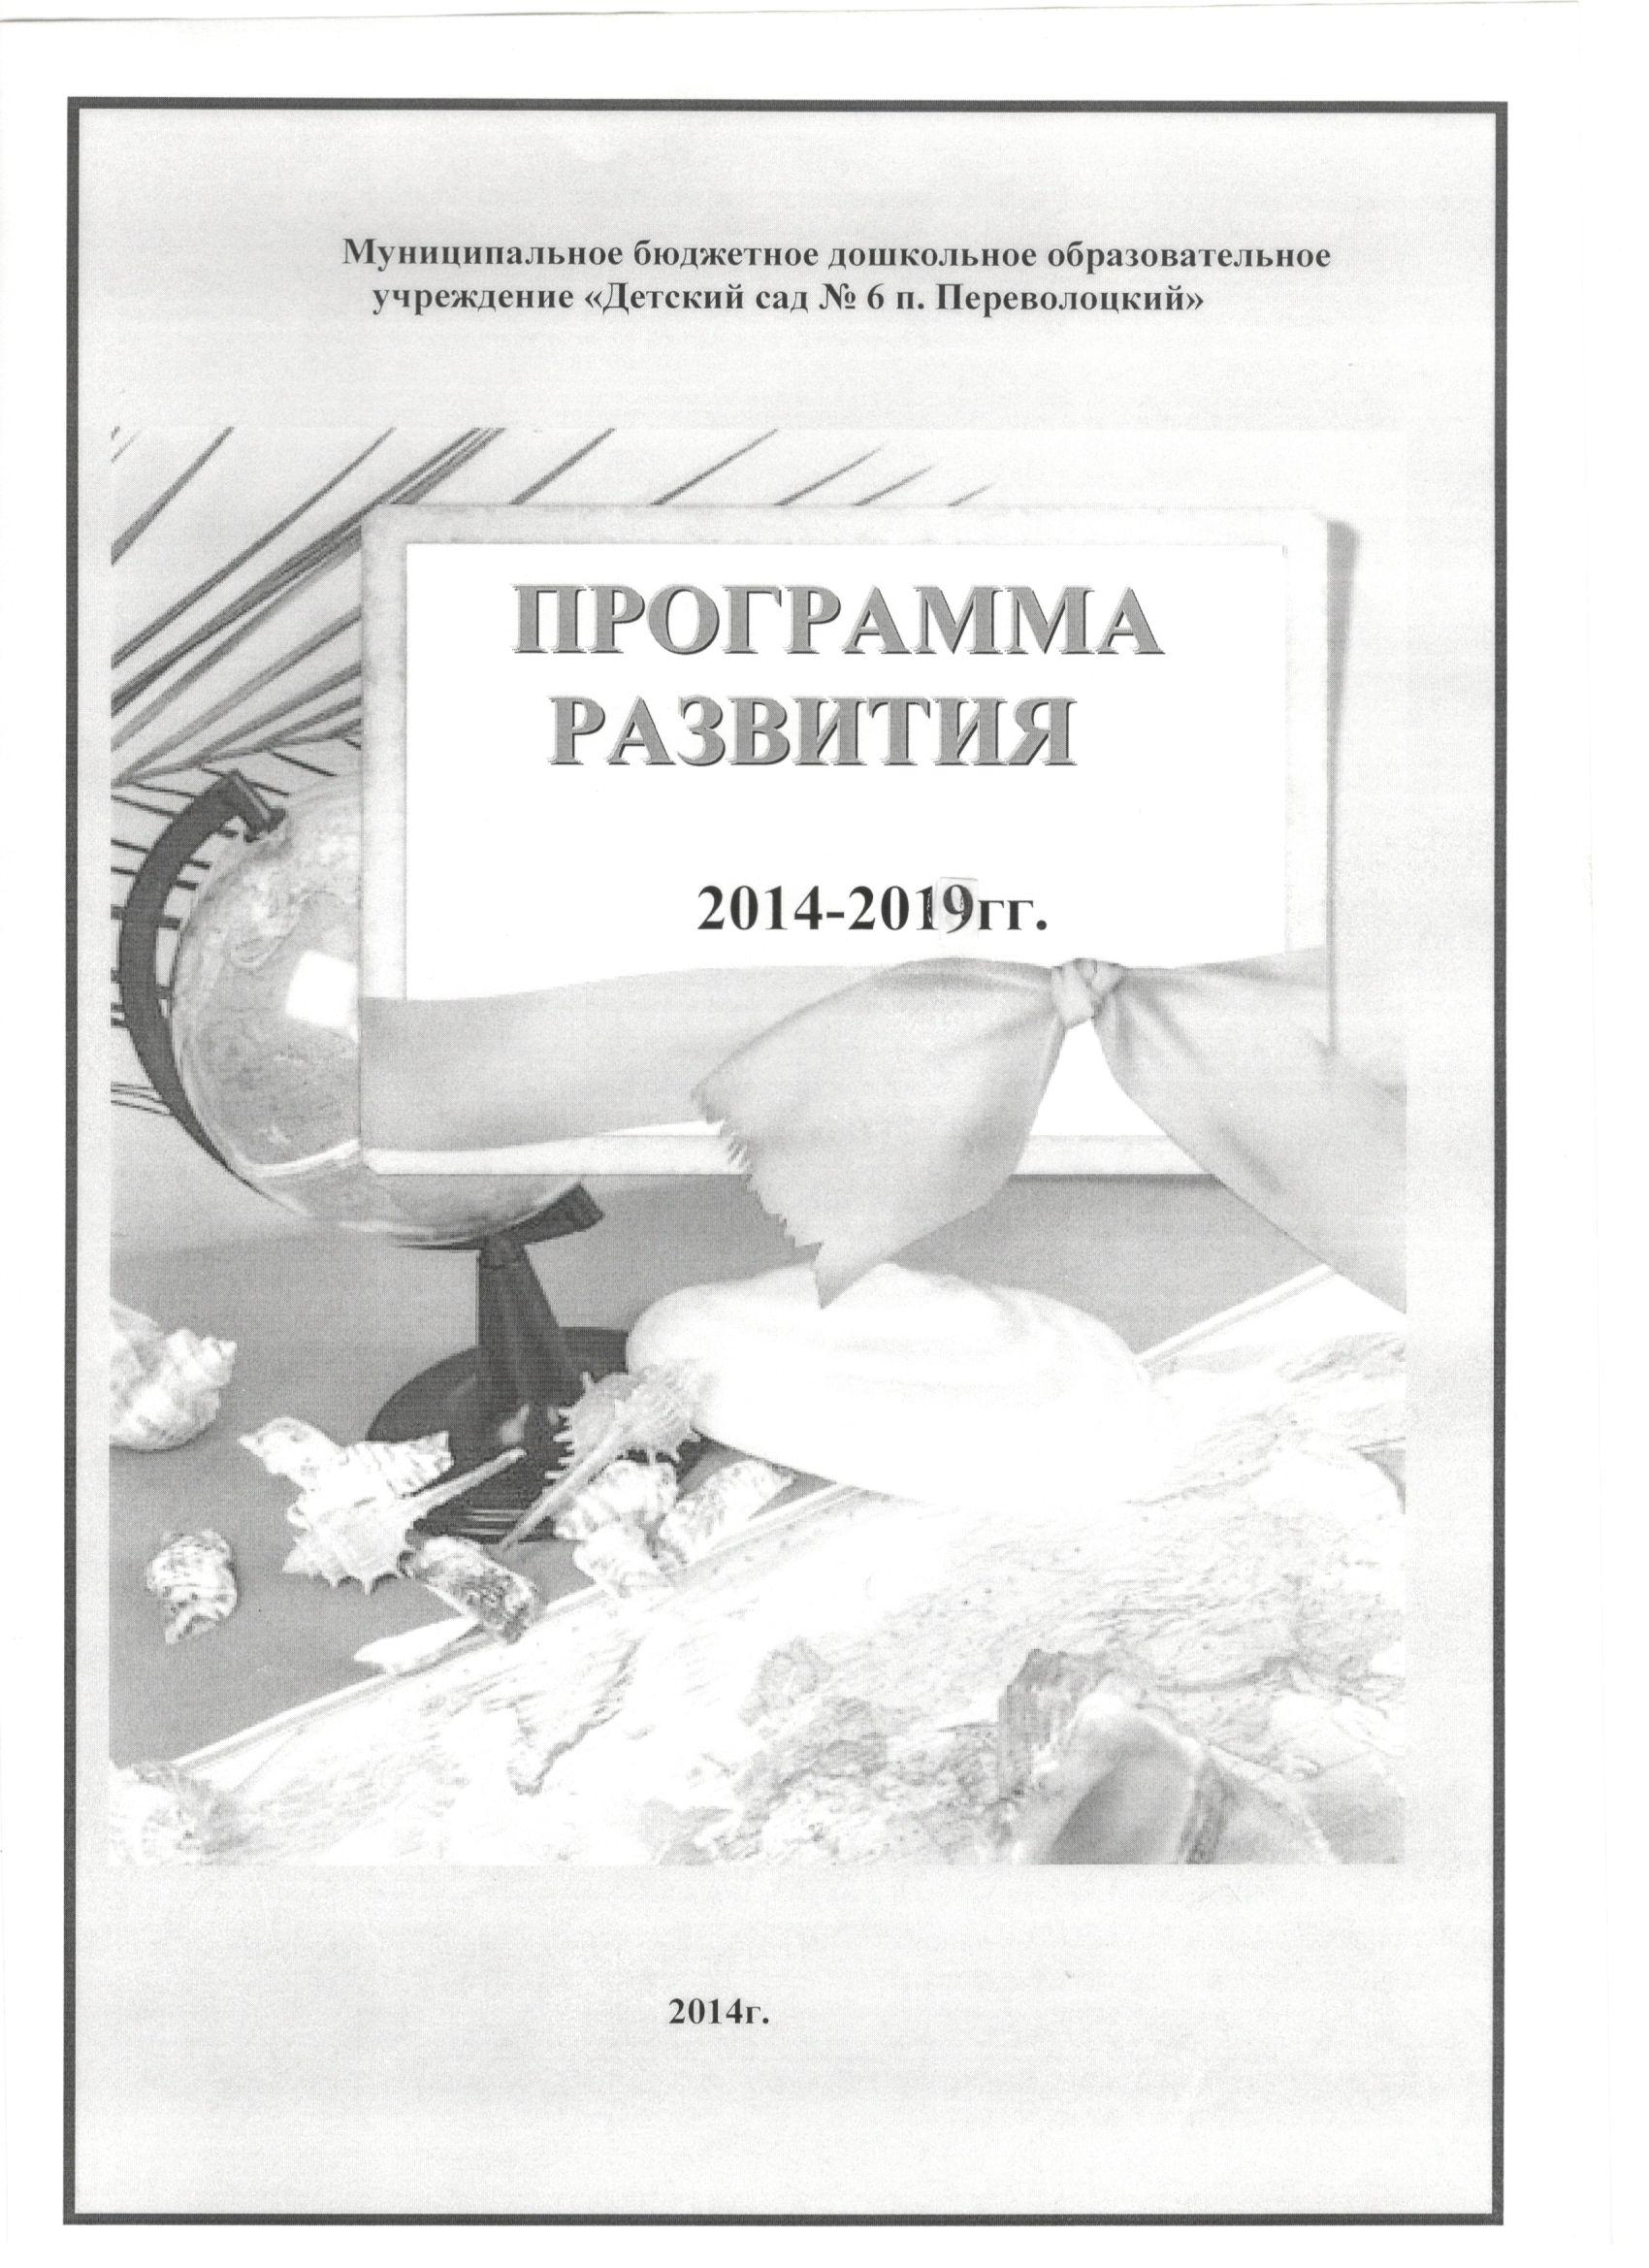 Муниципальное бюджетное дошкольное образовательное
учреждение «Детский сад № 6 п. Переволоцкий»
ПРОГРАММА
РАЗВИТИЯ
2014-2019гг.
2014г.